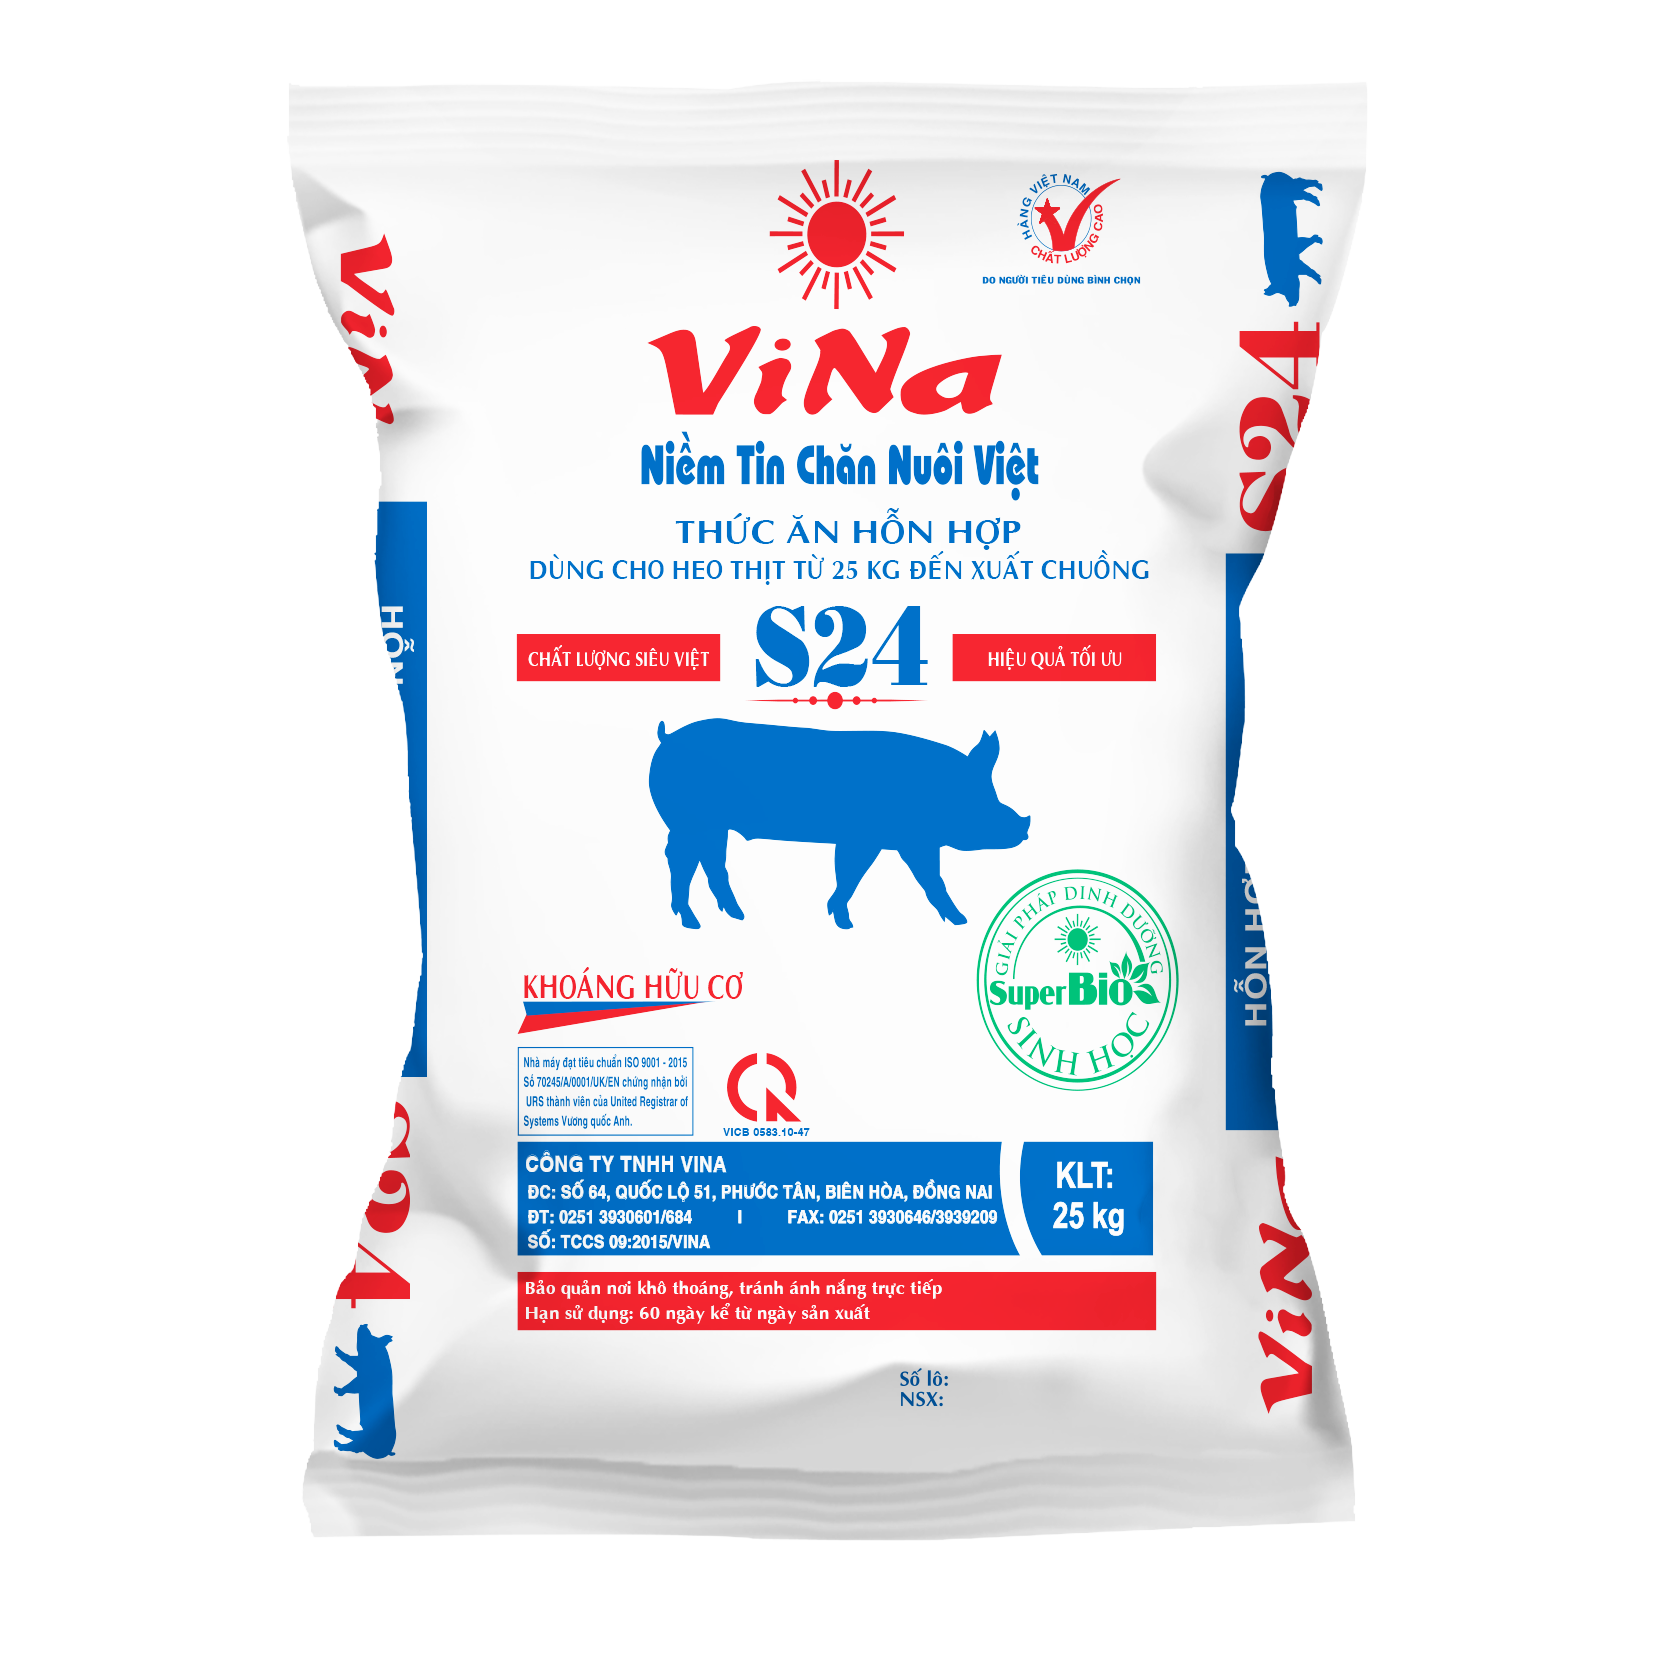 HÀNG VIỆT NAM
CHẤT LƯỢNG CAO
DO NGƯỜI TIÊU DÙNG BÌNH CHỌN
ViNa
Niềm Tin Chăn Nuôi Việt
THỨC ĂN HỖN HỢP
DÙNG CHO HEO THỊT TỪ 25 KG ĐẾN XUẤT CHUỒNG
CHẤT LƯỢNG SIÊU VIỆT
S24
HIỆU QUẢ TỐI ƯU
GIẢI PHÁP DINH DƯỠNG
SuperBio
SINH HỌC
KHOÁNG HỮU CƠ
Nhà máy đạt tiêu chuẩn ISO 9001 - 2015
Số 70245/A/0001/UK/EN chứng nhận bởi
URS thành viên của United Registrar of
Systems Vương quốc Anh.
VICB 0583.10-47
CÔNG TY TNHH VINA
ĐC: SỐ 64, QUỐC LỘ 51, PHƯỚC TÂN, BIÊN HÒA, ĐỒNG NAI
ĐT: 0251 3930601/684 I FAX: 0251 3930646/3939209
SỐ: TCCS 09:2015/VINA
KLT:
25 kg
Bảo quản nơi khô thoáng, tránh ánh nắng trực tiếp
Hạn sử dụng: 60 ngày kể từ ngày sản xuất
Số lô:
NSX:
ViNa
HỖN
S24
S24
HỖN HỢ
ViNa